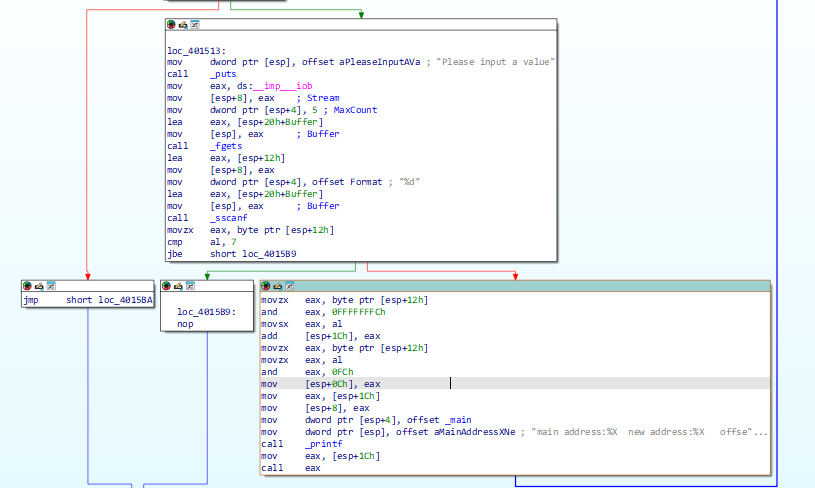 loc_401513:
mov dword ptr [esp], offset aPleaseInputAVa ; "Please input a value"
call _puts
mov eax, ds:__imp___iob
mov [esp+8], eax ; Stream
mov dword ptr [esp+4], 5 ; MaxCount
lea eax, [esp+20h+Buffer]
mov [esp], eax ; Buffer
call _fgets
lea eax, [esp+12h]
mov [esp+8], eax
mov dword ptr [esp+4], offset Format ; "%d"
lea eax, [esp+20h+Buffer]
mov [esp], eax ; Buffer
call _sscanf
movzx eax, byte ptr [esp+12h]
cmp al, 7
jbe short loc_4015B9
jmp short loc_4015BA
loc_4015B9:
nop
movzx eax, byte ptr [esp+12h]
and eax, 0FFFFFFFCh
movsx eax, al
add [esp+1Ch], eax
movzx eax, byte ptr [esp+12h]
movzx eax, al
and eax, 0FCh
mov [esp+0Ch], eax
mov eax, [esp+1Ch]
mov [esp+8], eax
mov dword ptr [esp+4], offset _main
mov dword ptr [esp], offset aMainAddressXNe ; "main address:%X new address:%X offse"...
call _printf
mov eax, [esp+1Ch]
call eax